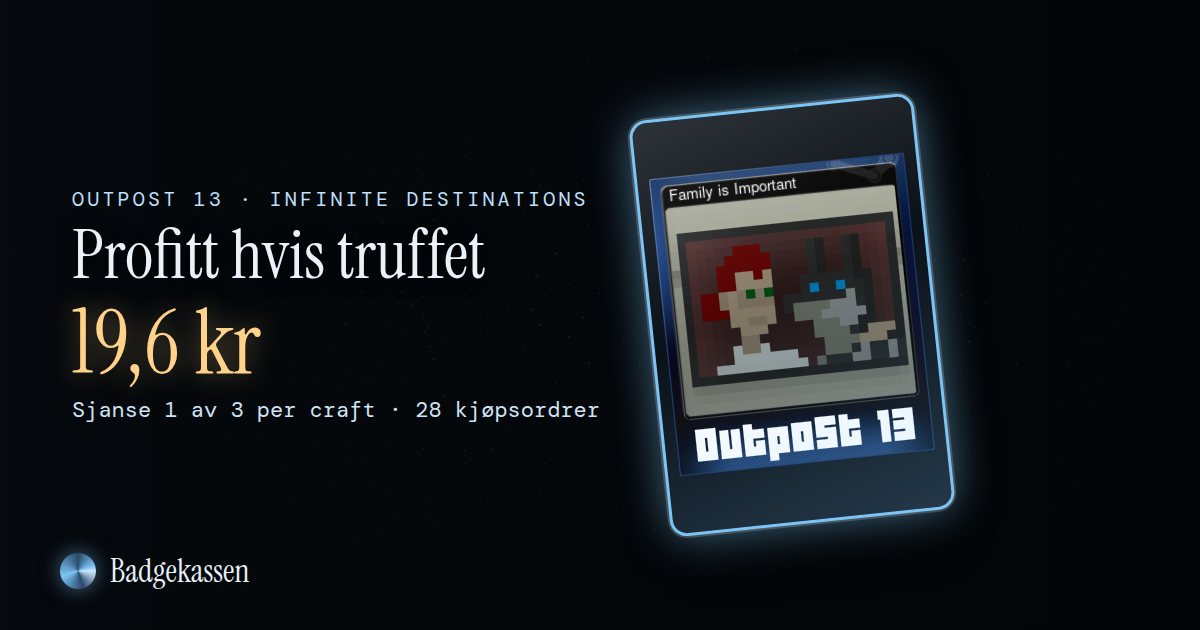 OUTPOST 13 · INFINITE DESTINATIONS
Profitt hvis truffet
19,6 kr
Sjanse 1 av 3 per craft · 28 kjøpsordrer
Family is Important
Outpost 13
Badgekassen